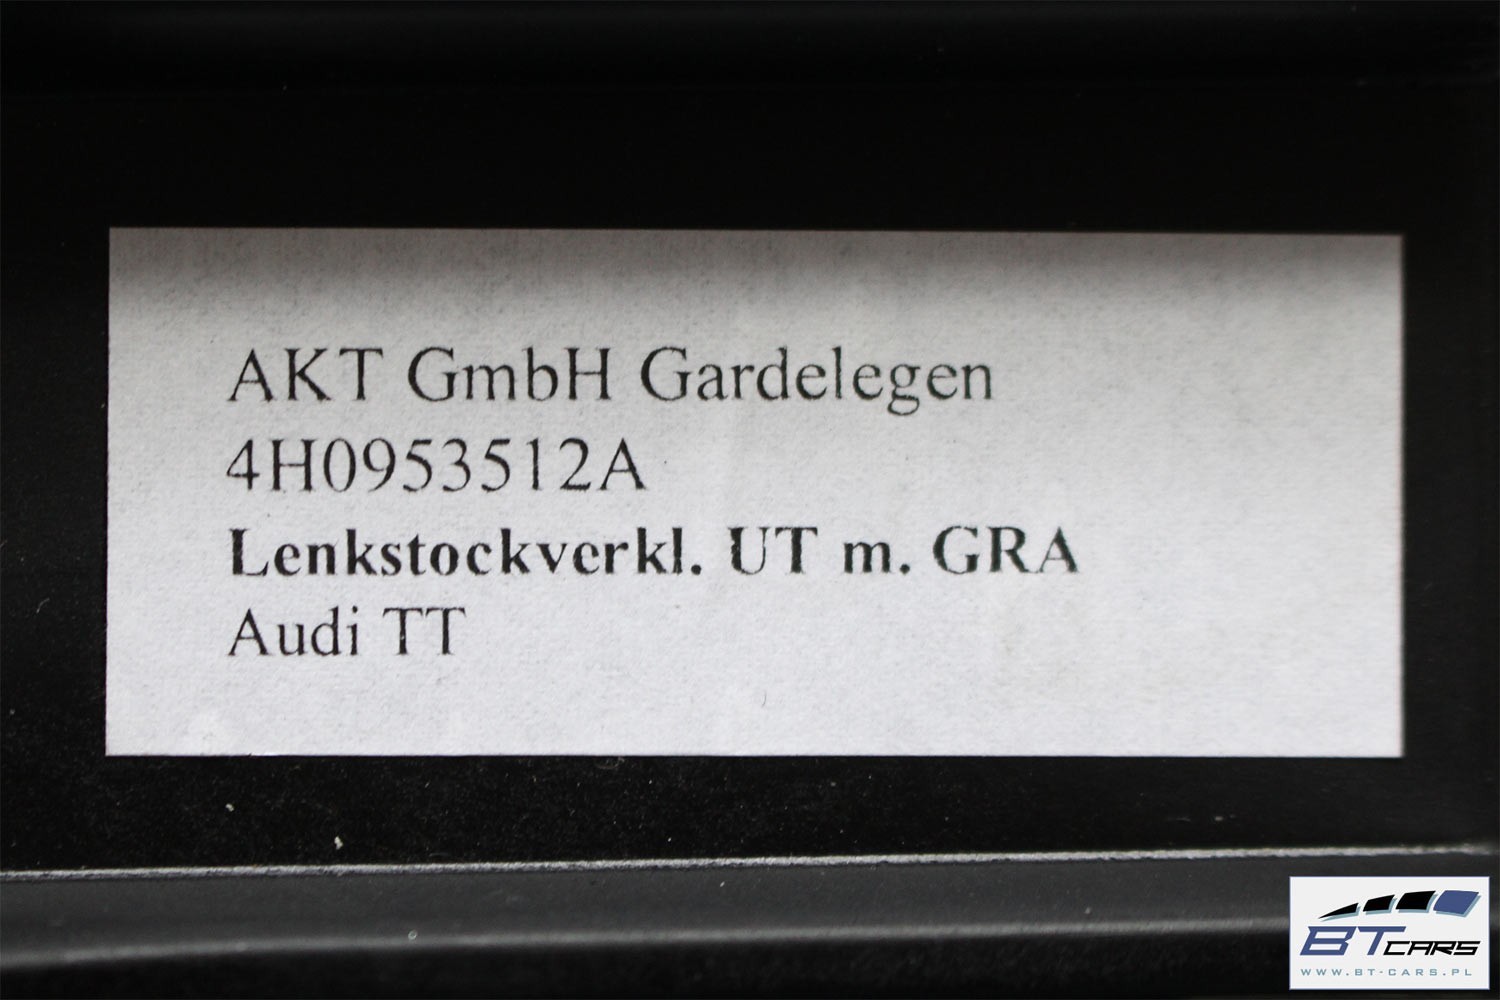 AKT GmbH Gardelegen
4H0953512A
Lenkstockverkl. UT m. GRA
Audi TT
BT CARS
WWW.BT-CARS.PL